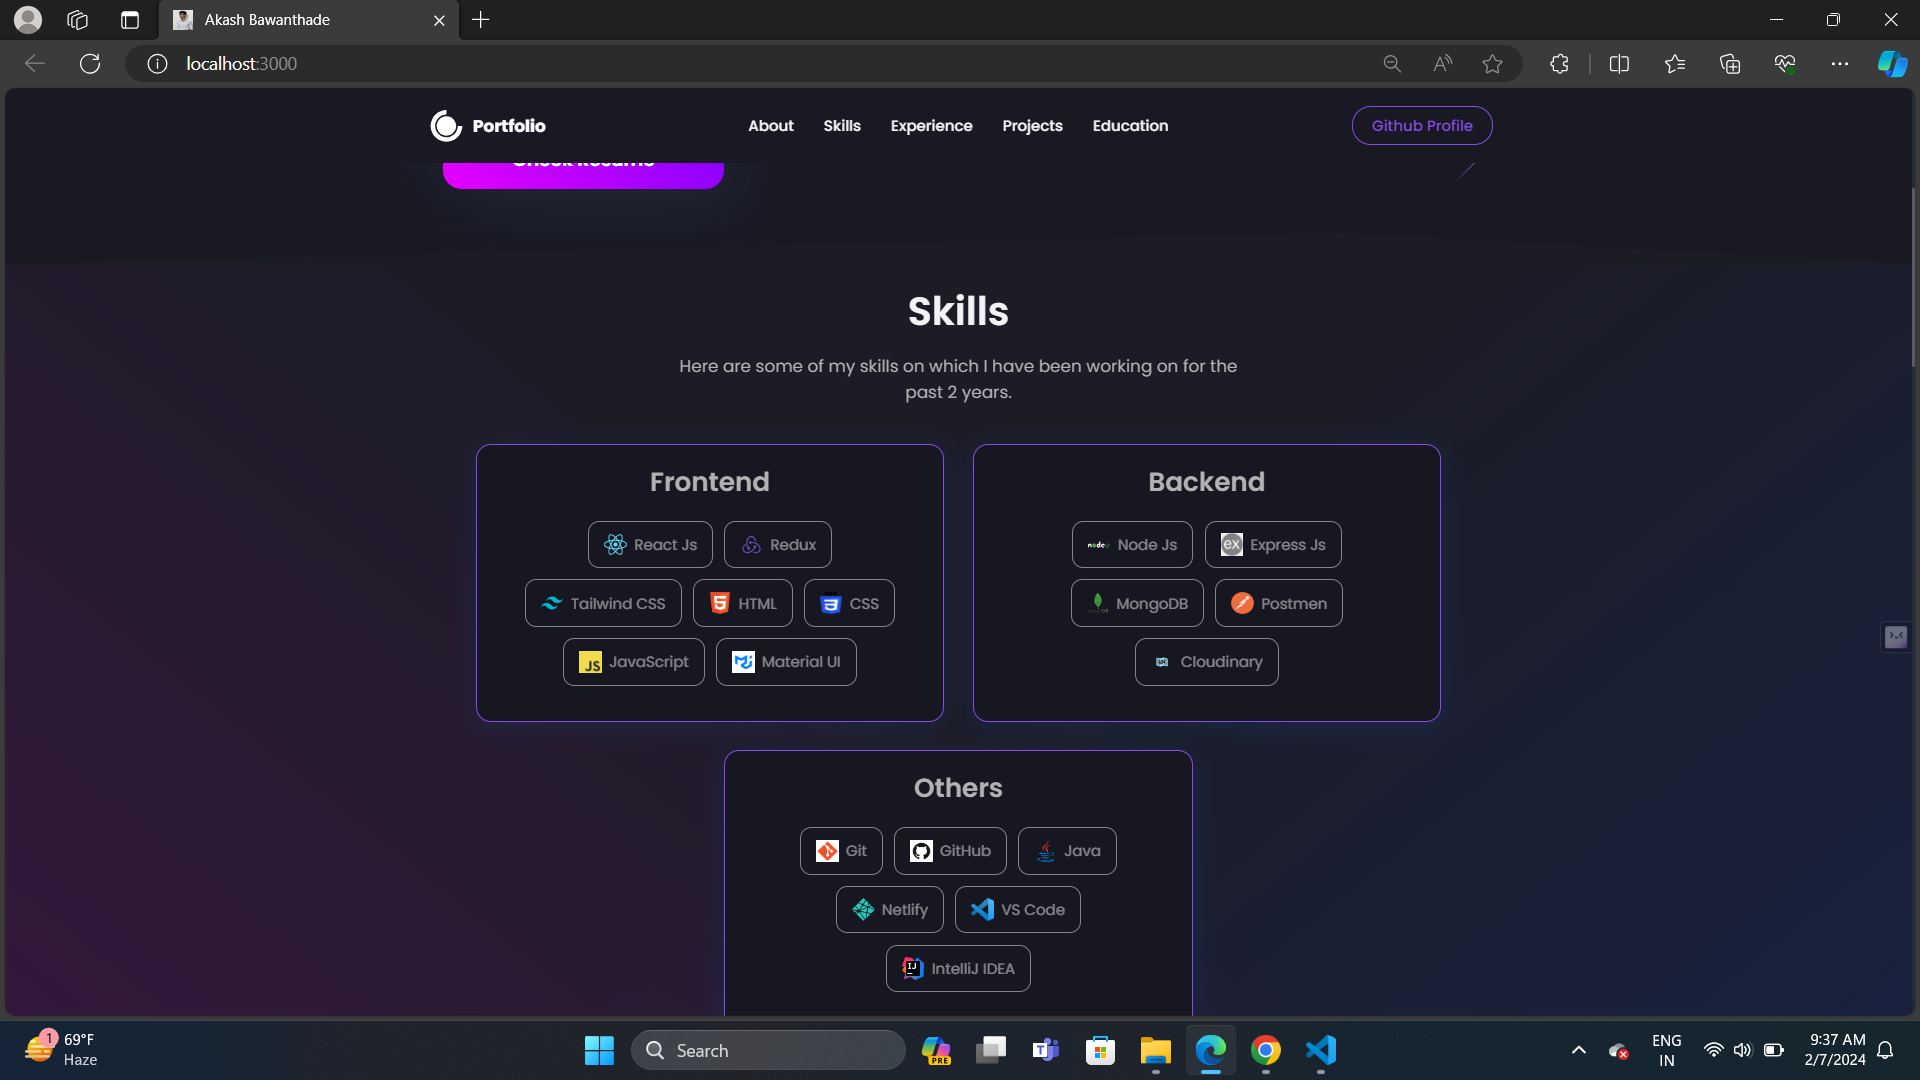 Akash Bawanthade
localhost:3000
Portfolio
About
Skills
Experience
Projects
Education
Github Profile
Check Resume
Skills
Here are some of my skills on which I have been working on for the
past 2 years.
Frontend
React Js
Redux
Tailwind CSS
HTML
CSS
JavaScript
Material UI
Backend
Node Js
Express Js
MongoDB
Postmen
Cloudinary
Others
Git
GitHub
Java
Netlify
VS Code
IntelliJ IDEA
1
69°F
Haze
Search
PRE
ENG
IN
9:37 AM
2/7/2024